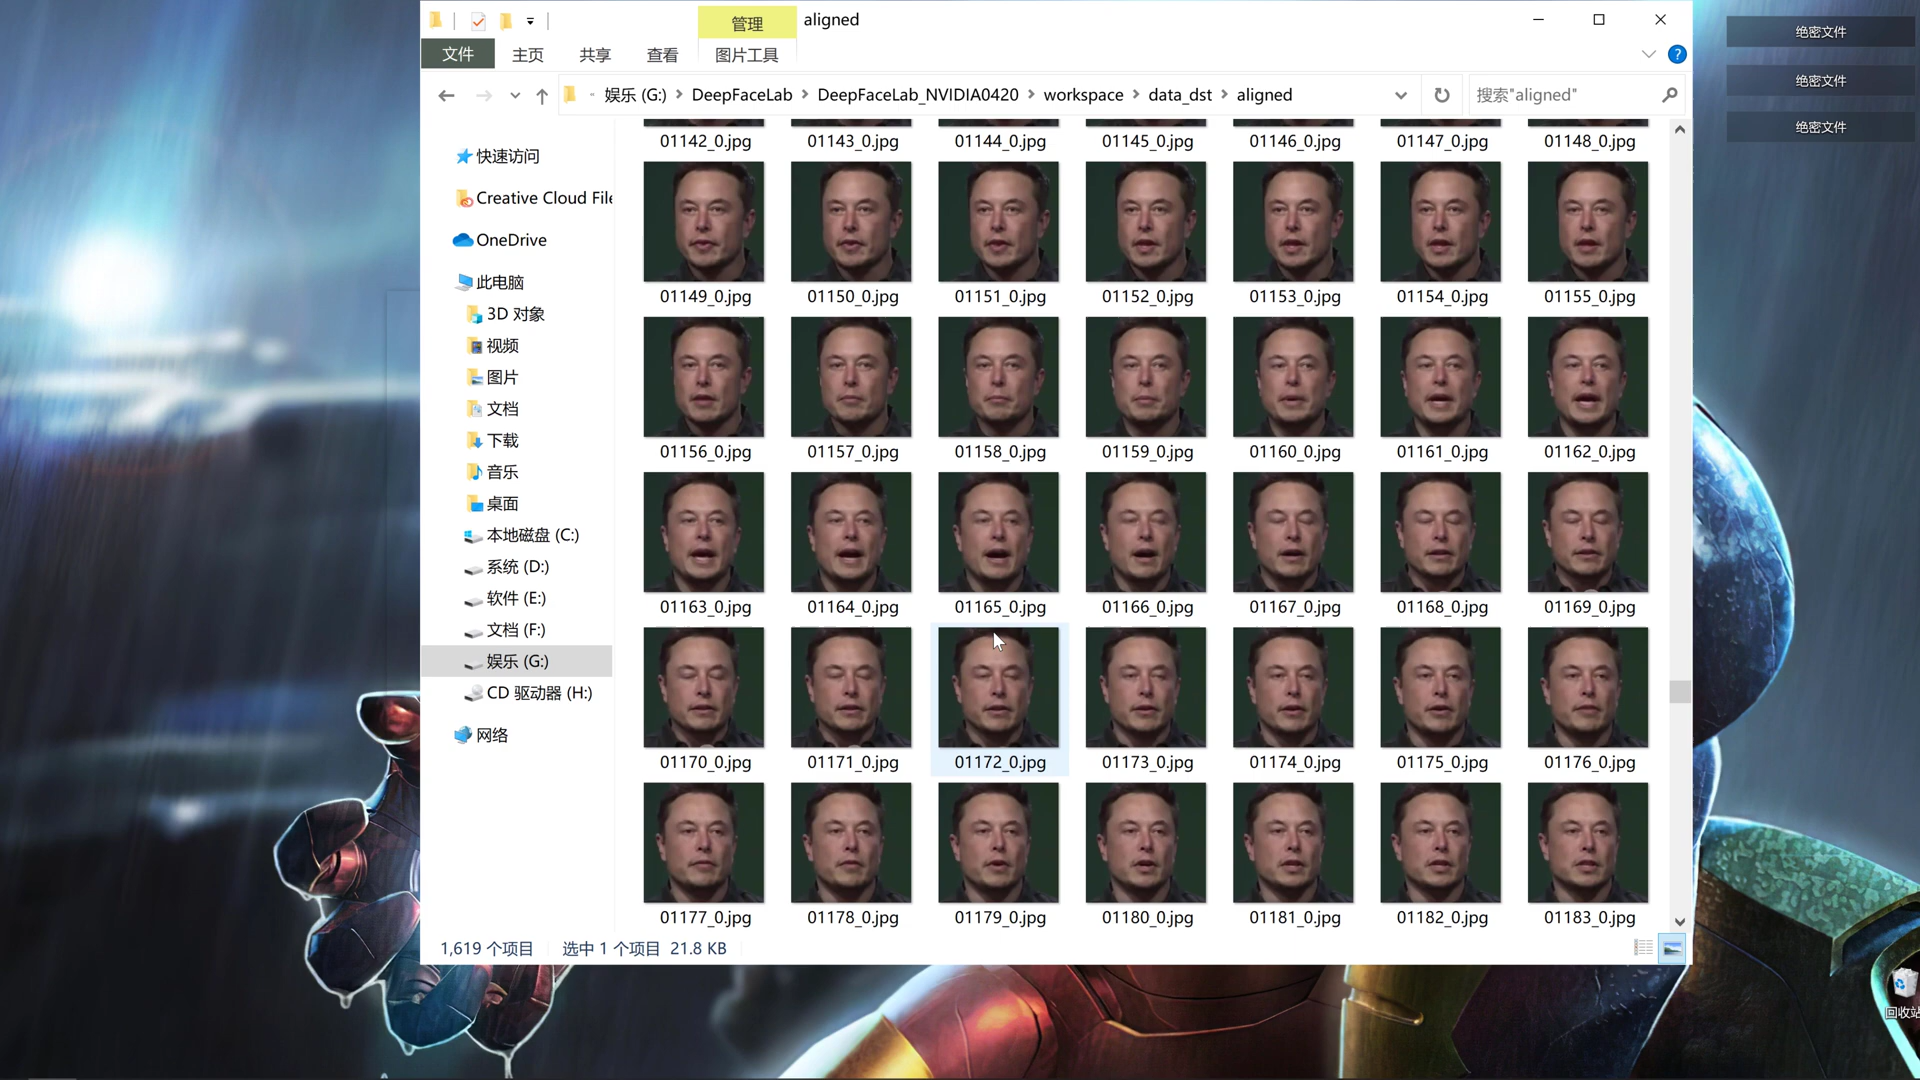 管理
aligned
文件
主页
共享
查看
图片工具
娱乐 (G:)
DeepFaceLab
DeepFaceLab_NVIDIA0420
workspace
data_dst
aligned
搜索"aligned"
快速访问
Creative Cloud File
OneDrive
此电脑
3D 对象
视频
图片
文档
下载
音乐
桌面
本地磁盘 (C:)
系统 (D:)
软件 (E:)
文档 (F:)
娱乐 (G:)
CD 驱动器 (H:)
网络
01142_0.jpg
01143_0.jpg
01144_0.jpg
01145_0.jpg
01146_0.jpg
01147_0.jpg
01148_0.jpg
01149_0.jpg
01150_0.jpg
01151_0.jpg
01152_0.jpg
01153_0.jpg
01154_0.jpg
01155_0.jpg
01156_0.jpg
01157_0.jpg
01158_0.jpg
01159_0.jpg
01160_0.jpg
01161_0.jpg
01162_0.jpg
01163_0.jpg
01164_0.jpg
01165_0.jpg
01166_0.jpg
01167_0.jpg
01168_0.jpg
01169_0.jpg
01170_0.jpg
01171_0.jpg
01172_0.jpg
01173_0.jpg
01174_0.jpg
01175_0.jpg
01176_0.jpg
01177_0.jpg
01178_0.jpg
01179_0.jpg
01180_0.jpg
01181_0.jpg
01182_0.jpg
01183_0.jpg
1,619 个项目
选中 1 个项目 21.8 KB
绝密文件
绝密文件
绝密文件
回收站